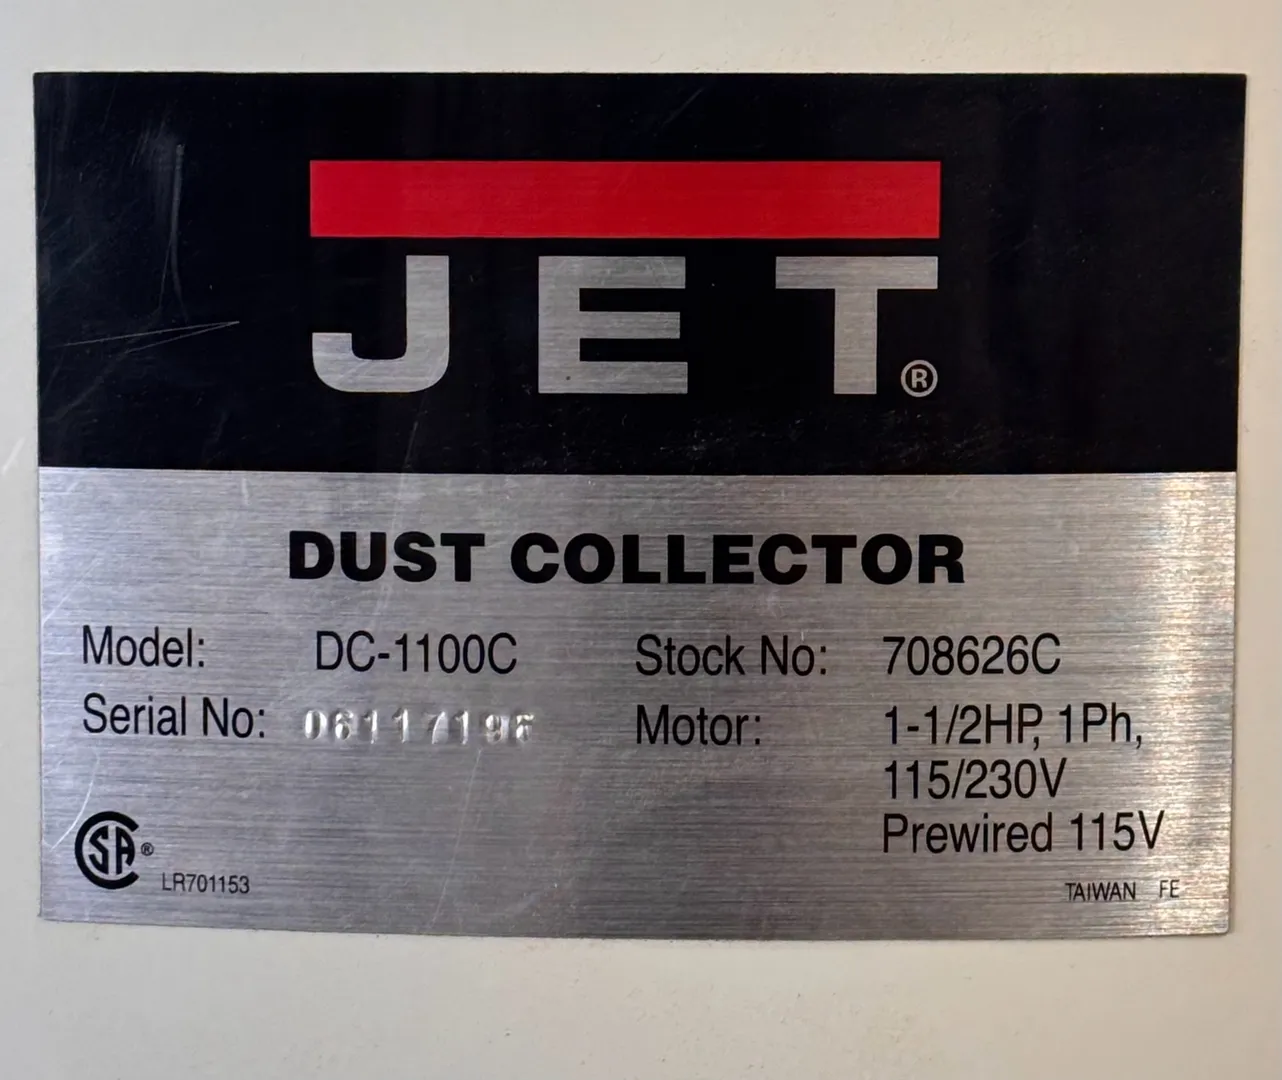 JET®
DUST COLLECTOR
Model: DC-1100C
Serial No:
Stock No: 708626C
Motor: 1-1/2HP, 1Ph,
115/230V
Prewired 115V
CSA®
LR701153
TAIWAN FE